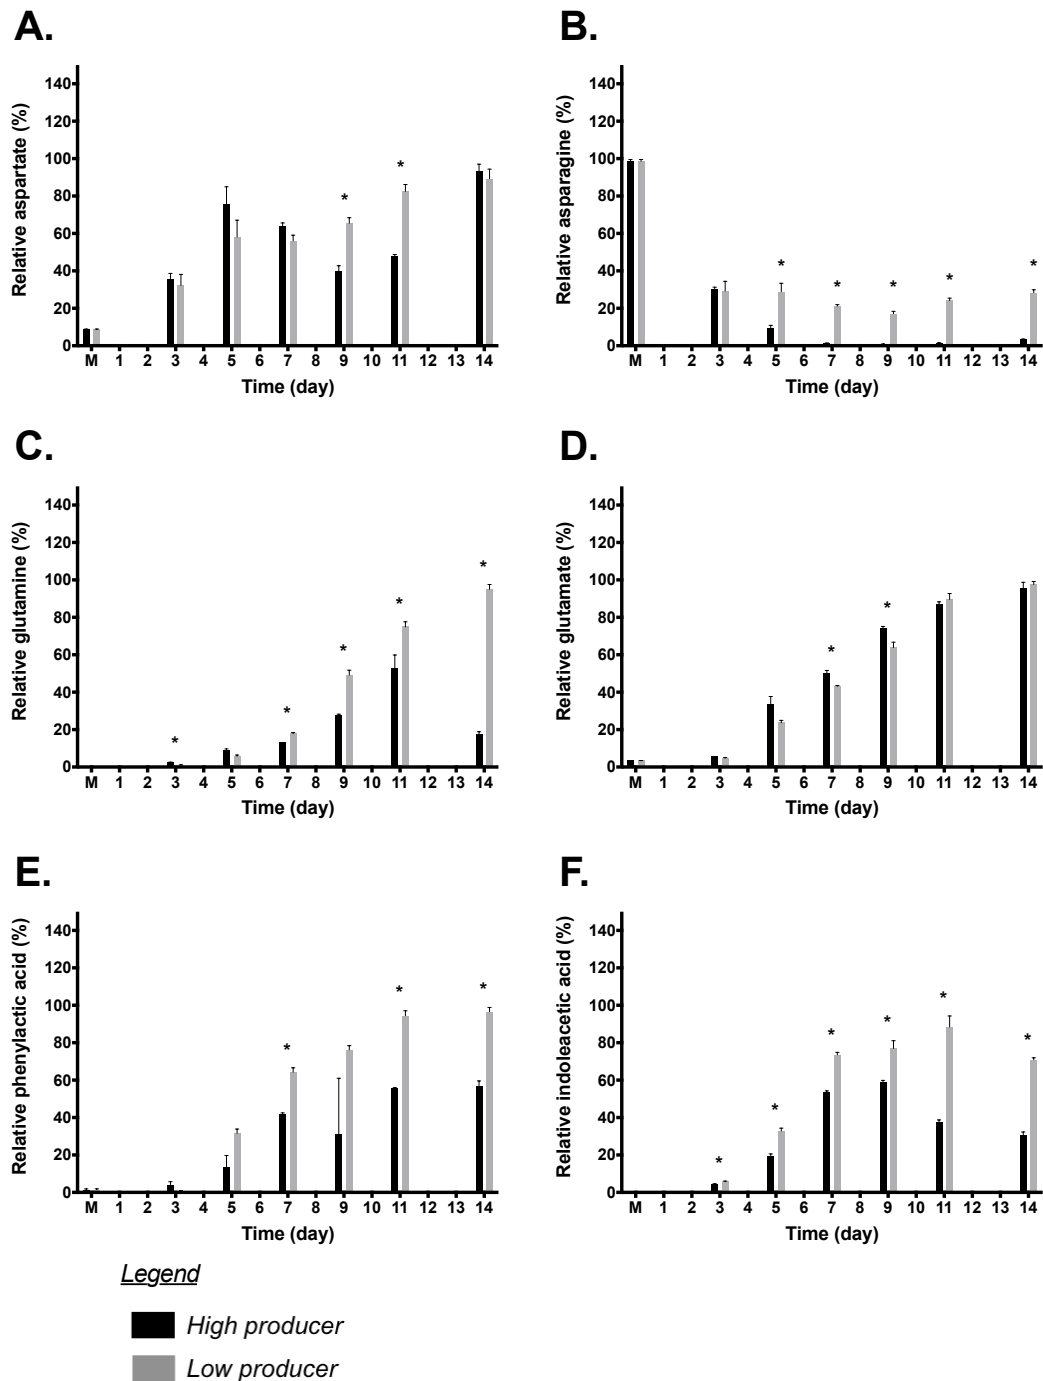 A.
Relative aspartate (%)
140
120
100
80
60
40
20
0
* *
M 1 2 3 4 5 6 7 8 9 10 11 12 13 14
Time (day)
B.
Relative asparagine (%)
140
120
100
80
60
40
20
0
* * * * *
M 1 2 3 4 5 6 7 8 9 10 11 12 13 14
Time (day)
C.
Relative glutamine (%)
140
120
100
80
60
40
20
0
* * * * *
M 1 2 3 4 5 6 7 8 9 10 11 12 13 14
Time (day)
D.
Relative glutamate (%)
140
120
100
80
60
40
20
0
* *
M 1 2 3 4 5 6 7 8 9 10 11 12 13 14
Time (day)
E.
Relative phenylactic acid (%)
140
120
100
80
60
40
20
0
* * *
M 1 2 3 4 5 6 7 8 9 10 11 12 13 14
Time (day)
F.
Relative indoleacetic acid (%)
140
120
100
80
60
40
20
0
* * * * * *
M 1 2 3 4 5 6 7 8 9 10 11 12 13 14
Time (day)
Legend
High producer
Low producer